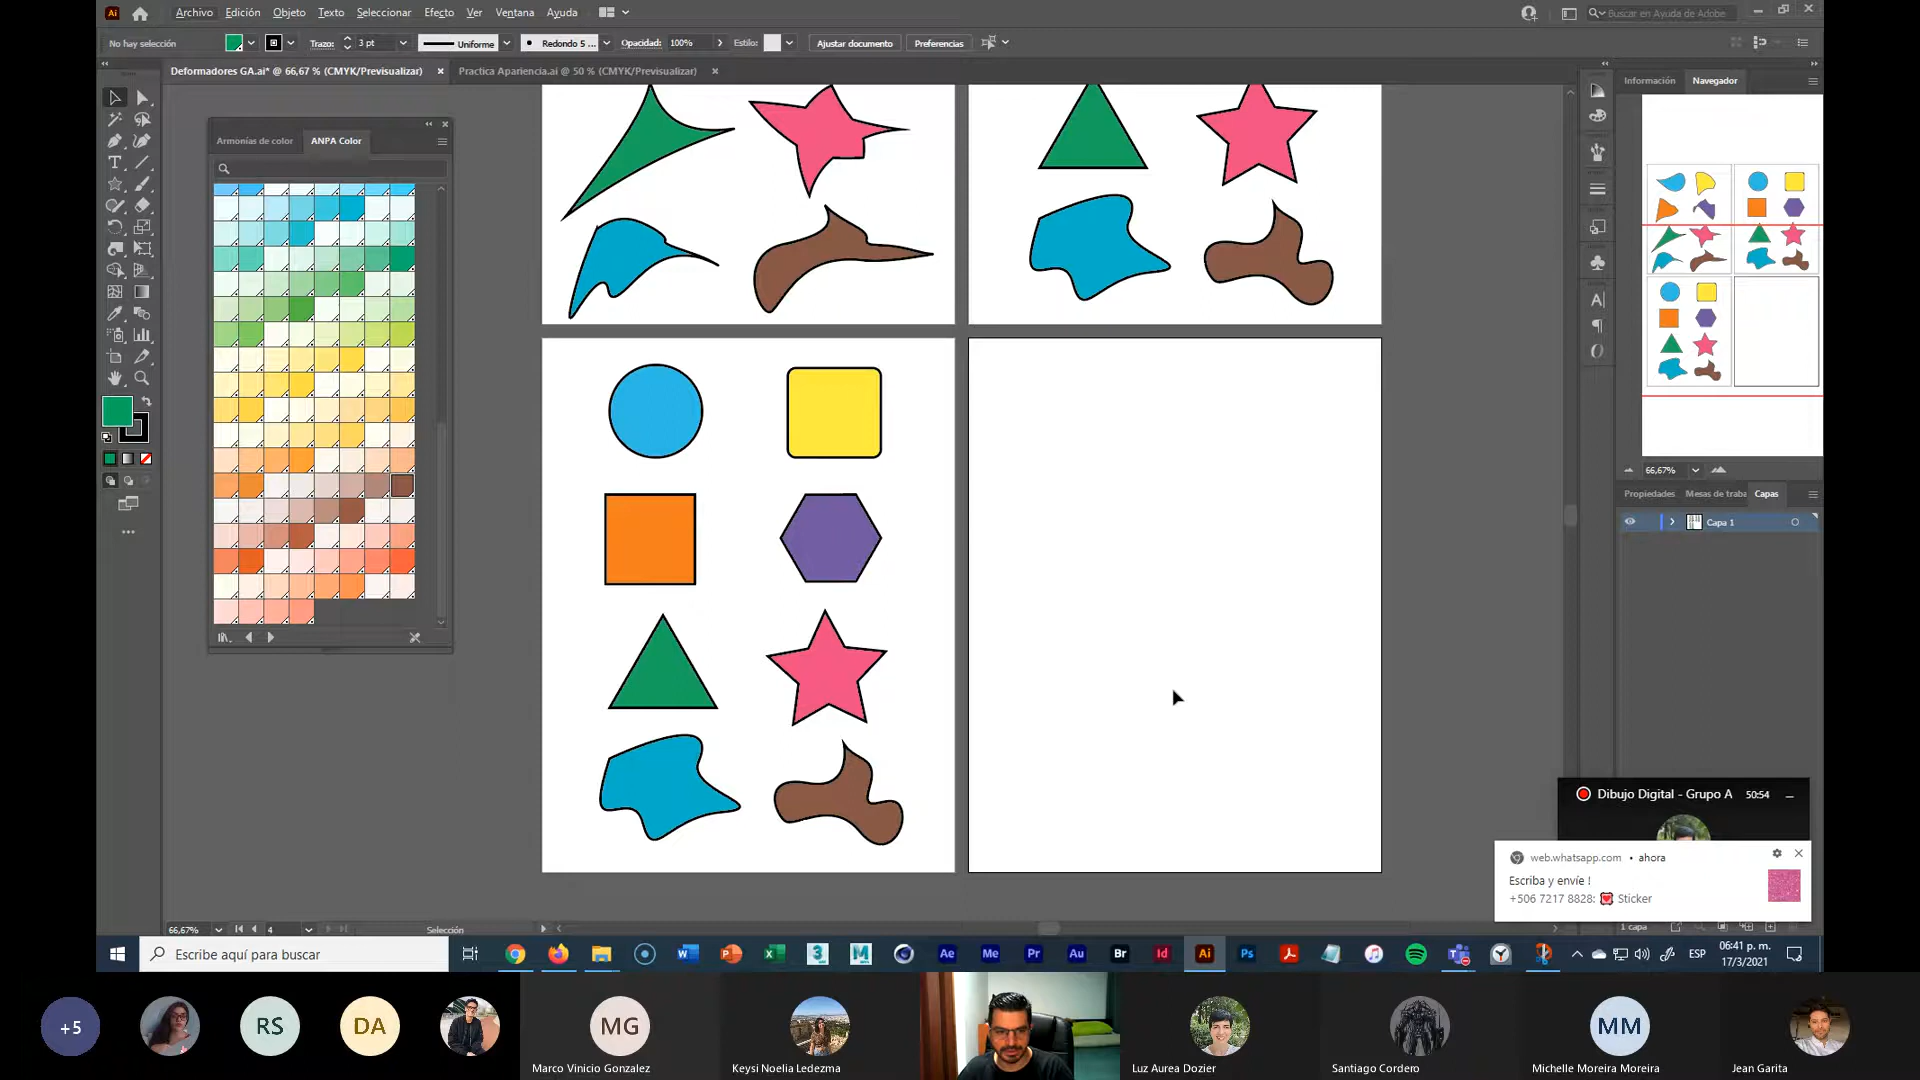 Ai
Archivo Edición Objeto Texto Seleccionar Efecto Ver Ventana Ayuda
Buscar en Ayuda de Adobe
No hay selección Trazo: 3 pt Uniforme Redondo 5 ... Opacidad: 100% Estilo: Ajustar documento Preferencias
Deformadores GA.ai* @ 66,67 % (CMYK/Previsualizar) Practica Apariencia.ai @ 50 % (CMYK/Previsualizar)
Información Navegador
Armonías de color ANPA Color
66,67%
Propiedades Mesas de traba Capas
Capa 1
Dibujo Digital - Grupo A 50:54
web.whatsapp.com • ahora
Escriba y envíe !
+506 7217 8828: Sticker
66,67% 4 Selección
1 capa
Escribe aquí para buscar
Ae Me Pr Au Br Id Ai Ps
ESP
06:41 p. m.
17/3/2021
+5 RS DA MG MM
Marco Vinicio Gonzalez Keysi Noelia Ledezma Luz Aurea Dozier Santiago Cordero Michelle Moreira Moreira Jean Garita